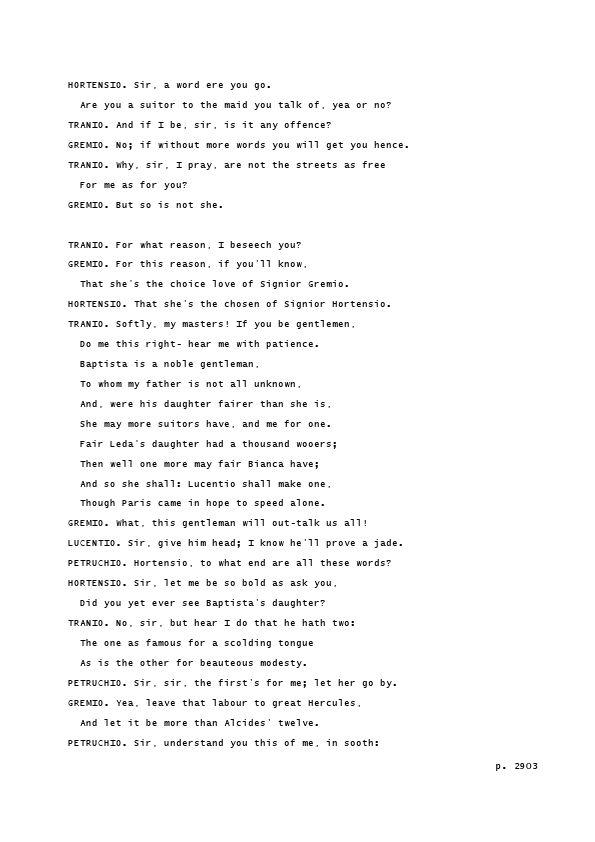 HORTENSIO. Sir, a word ere you go.
Are you a suitor to the maid you talk of, yea or no?
TRANIO. And if I be, sir, is it any offence?
GREMIO. No; if without more words you will get you hence.
TRANIO. Why, sir, I pray, are not the streets as free
For me as for you?
GREMIO. But so is not she.
TRANIO. For what reason, I beseech you?
GREMIO. For this reason, if you'll know,
That she's the choice love of Signior Gremio.
HORTENSIO. That she's the chosen of Signior Hortensio.
TRANIO. Softly, my masters! If you be gentlemen,
Do me this right- hear me with patience.
Baptista is a noble gentleman,
To whom my father is not all unknown,
And, were his daughter fairer than she is,
She may more suitors have, and me for one.
Fair Leda's daughter had a thousand wooers;
Then well one more may fair Bianca have;
And so she shall: Lucentio shall make one,
Though Paris came in hope to speed alone.
GREMIO. What, this gentleman will out-talk us all!
LUCENTIO. Sir, give him head; I know he'll prove a jade.
PETRUCHIO. Hortensio, to what end are all these words?
HORTENSIO. Sir, let me be so bold as ask you,
Did you yet ever see Baptista's daughter?
TRANIO. No, sir, but hear I do that he hath two:
The one as famous for a scolding tongue
As is the other for beauteous modesty.
PETRUCHIO. Sir, sir, the first's for me; let her go by.
GREMIO. Yea, leave that labour to great Hercules,
And let it be more than Alcides' twelve.
PETRUCHIO. Sir, understand you this of me, in sooth:
p. 2903